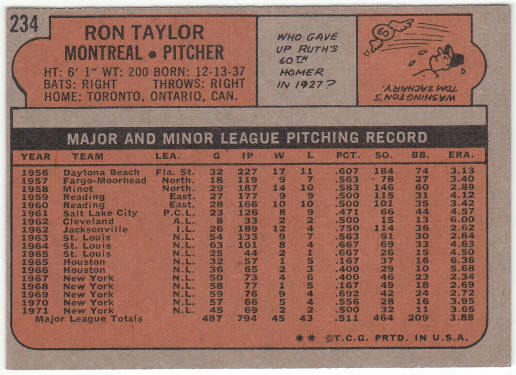 234
RON TAYLOR
MONTREAL • PITCHER
HT: 6' 1" WT: 200 BORN: 12-13-37
BATS: RIGHT THROWS: RIGHT
HOME: TORONTO, ONTARIO, CAN.
WHO GAVE
UP RUTH'S
60TH
HOMER
IN 1927?
WASHINGTON'S
TOM ZACHARY.
MAJOR AND MINOR LEAGUE PITCHING RECORD
YEAR TEAM LEA. G IP W L PCT. SO. BB. ERA.
1956 Daytona Beach Fla. St. 32 227 17 11 .607 184 74 3.13
1957 Fargo-Moorhead North. 18 119 9 7 .563 78 27 3.40
1958 Minot North. 29 187 14 10 .583 146 60 2.89
1959 Reading East. 27 177 9 9 .500 115 31 4.12
1960 Reading East. 28 166 10 10 .500 101 35 3.42
1961 Salt Lake City P.C.L. 23 126 8 9 .471 66 44 4.57
1962 Cleveland A.L. 8 33 2 2 .500 15 13 6.00
1962 Jacksonville I.L. 26 189 12 4 .750 114 36 2.62
1963 St. Louis N.L. 54 133 9 7 .563 91 30 2.84
1964 St. Louis N.L. 63 101 8 4 .667 69 33 4.63
1965 St. Louis N.L. 25 44 2 1 .667 26 15 4.50
1965 Houston N.L. 32 57 1 5 .167 37 16 6.36
1966 Houston N.L. 36 65 2 3 .400 29 10 5.68
1967 New York N.L. 50 73 4 6 .400 46 23 2.34
1968 New York N.L. 58 77 1 5 .167 49 18 2.69
1969 New York N.L. 59 76 9 4 .692 42 24 2.72
1970 New York N.L. 57 66 5 4 .556 28 16 3.95
1971 New York N.L. 45 69 2 2 .500 32 11 3.65
Major League Totals 487 794 45 43 .511 464 209 3.88
** ©T.C.G. PRTD. IN U.S.A.